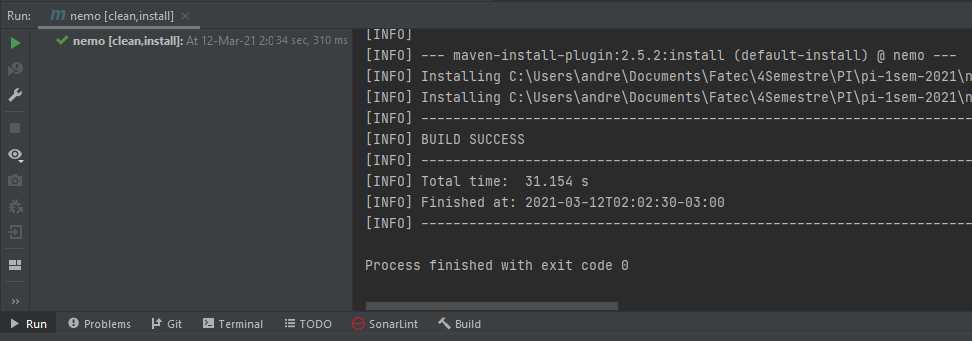 Run: nemo [clean,install]
nemo [clean,install]: At 12-Mar-21 2:0 34 sec, 310 ms
[INFO]
[INFO] --- maven-install-plugin:2.5.2:install (default-install) @ nemo ---
[INFO] Installing C:\Users\andre\Documents\Fatec\4Semestre\PI\pi-1sem-2021\n
[INFO] Installing C:\Users\andre\Documents\Fatec\4Semestre\PI\pi-1sem-2021\n
[INFO] ------------------------------------------------------------------------
[INFO] BUILD SUCCESS
[INFO] ------------------------------------------------------------------------
[INFO] Total time:  31.154 s
[INFO] Finished at: 2021-03-12T02:02:30-03:00
[INFO] ------------------------------------------------------------------------
Process finished with exit code 0
Run Problems Git Terminal TODO SonarLint Build